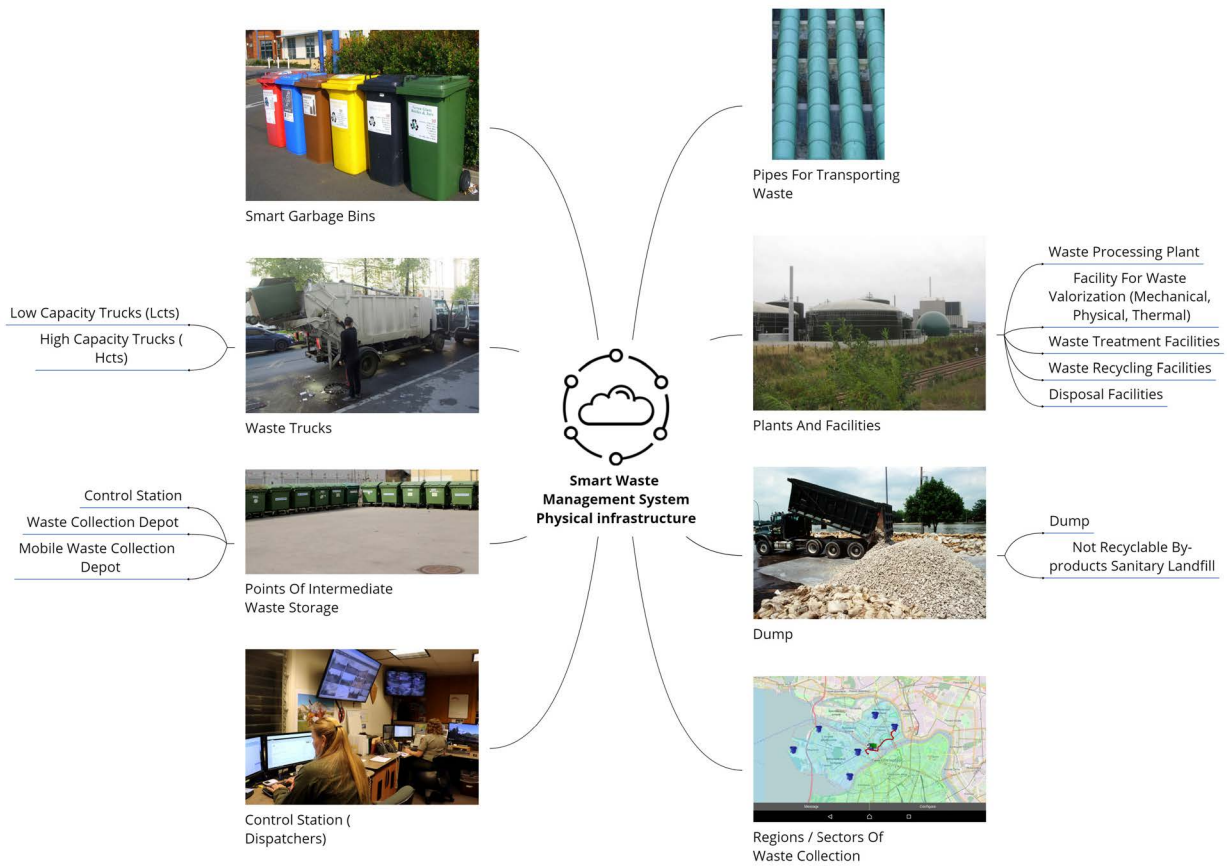 Smart Garbage Bins
Low Capacity Trucks (Lcts)
High Capacity Trucks (
Hcts)
Waste Trucks
Control Station
Waste Collection Depot
Mobile Waste Collection
Depot
Points Of Intermediate
Waste Storage
Control Station (
Dispatchers)
Smart Waste
Management System
Physical infrastructure
Pipes For Transporting
Waste
Waste Processing Plant
Facility For Waste
Valorization (Mechanical,
Physical, Thermal)
Waste Treatment Facilities
Waste Recycling Facilities
Disposal Facilities
Plants And Facilities
Dump
Not Recyclable By-
products Sanitary Landfill
Dump
Message
Configure
Regions / Sectors Of
Waste Collection